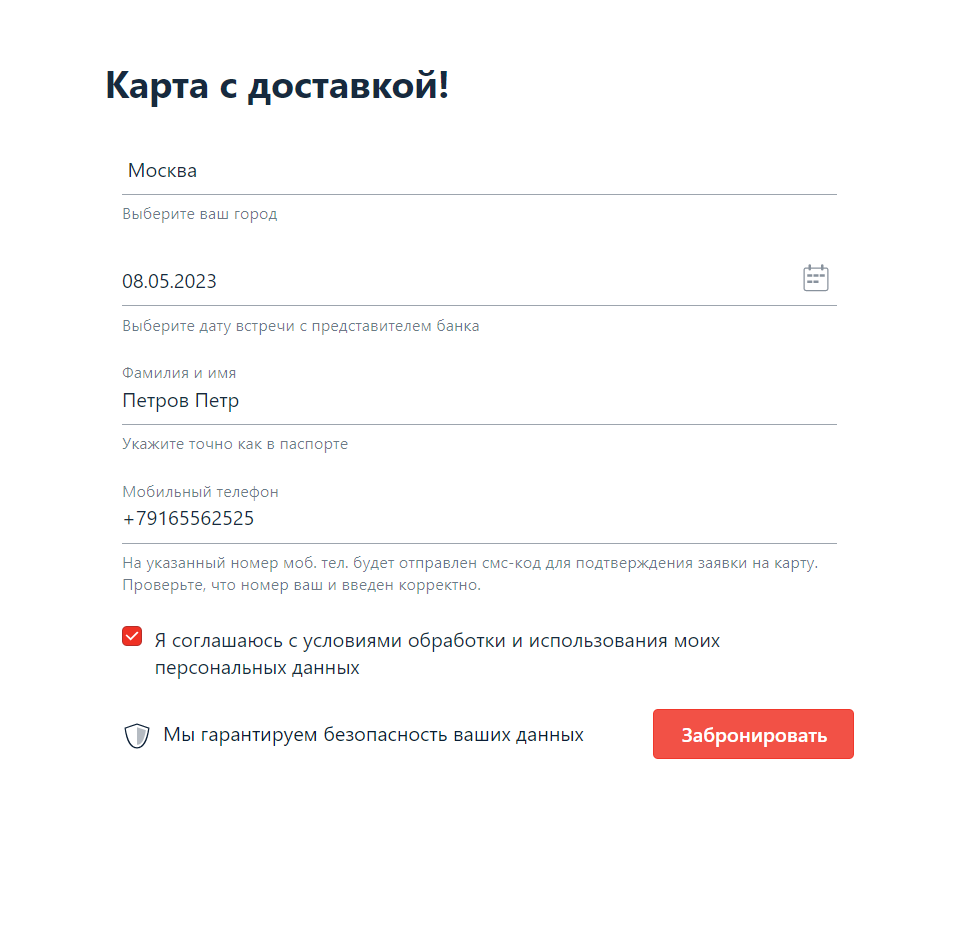 Карта с доставкой!
Москва
Выберите ваш город
08.05.2023
Выберите дату встречи с представителем банка
Фамилия и имя
Петров Петр
Укажите точно как в паспорте
Мобильный телефон
+79165562525
На указанный номер моб. тел. будет отправлен смс-код для подтверждения заявки на карту.
Проверьте, что номер ваш и введен корректно.
Я соглашаюсь с условиями обработки и использования моих
персональных данных
Мы гарантируем безопасность ваших данных
Забронировать